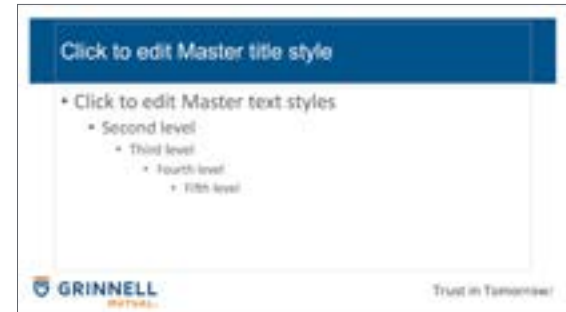 Click to edit Master title style
• Click to edit Master text styles
• Second level
• Third level
• Fourth level
• Fifth level
GRINNELL
MUTUAL.
Trust in Tomorrow.